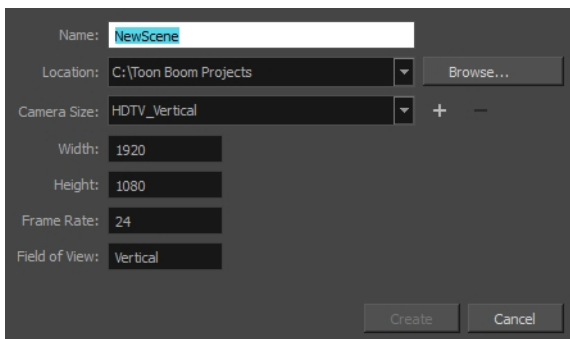 Name: NewScene
Location: C:\Toon Boom Projects Browse...
Camera Size: HDTV_Vertical + −
Width: 1920
Height: 1080
Frame Rate: 24
Field of View: Vertical
Create Cancel